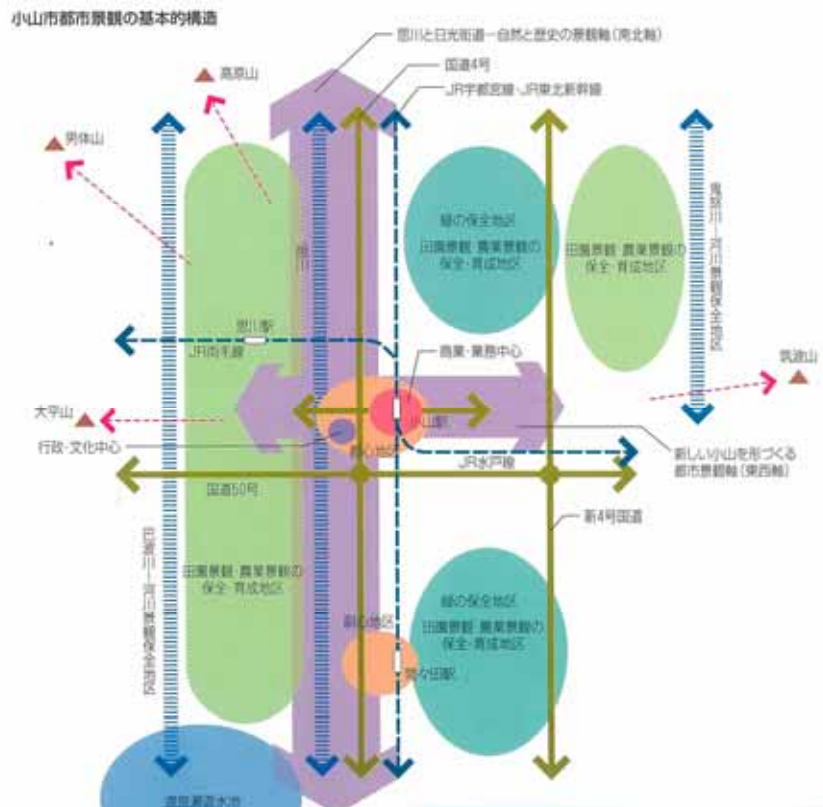 小山市都市景観の基本的構造
思川と日光街道－自然と歴史の景観軸(南北軸)
国道4号
JR宇都宮線・JR東北新幹線
高原山
男体山
思川
緑の保全地区
田園景観・農業景観の
保全・育成地区
田園景観・農業景観の
保全・育成地区
鬼怒川－河川景観保全地区
思川駅
JR両毛線
商業・業務中心
筑波山
大平山
小山駅
行政・文化中心
都心地区
JR水戸線
新しい小山を形づくる
都市景観軸(東西軸)
国道50号
新4号国道
巴波川－河川景観保全地区
田園景観・農業景観の
保全・育成地区
緑の保全地区
田園景観・農業景観の
保全・育成地区
副心地区
間々田駅
渡良瀬遊水池